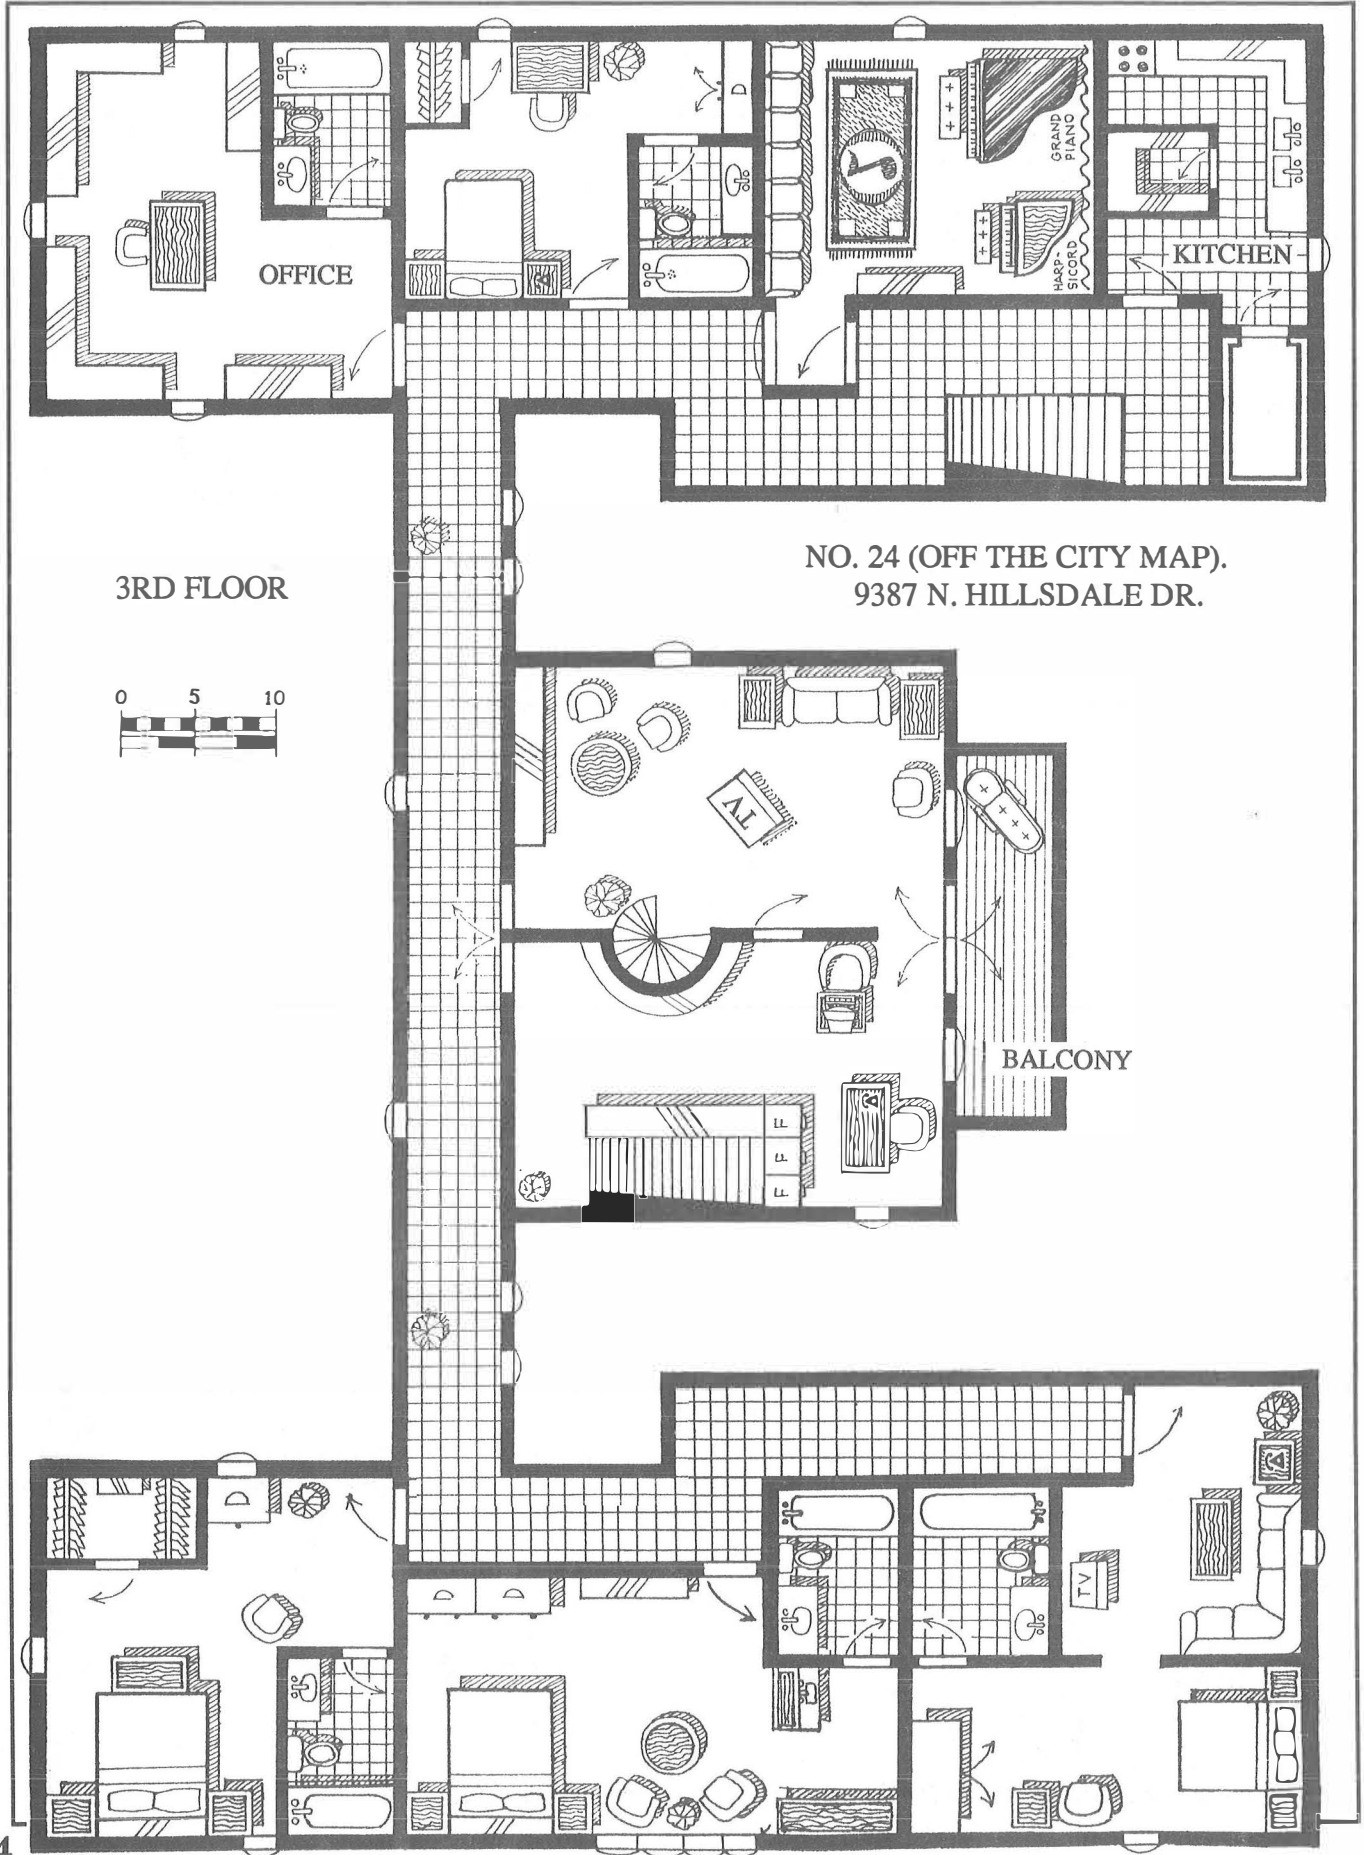 D
GRAND
PIANO
HARP-
SICORD
KITCHEN
OFFICE
NO. 24 (OFF THE CITY MAP).
9387 N. HILLSDALE DR.
3RD FLOOR
0 5 10
TV
BALCONY
F
F
F
D
TV
D D